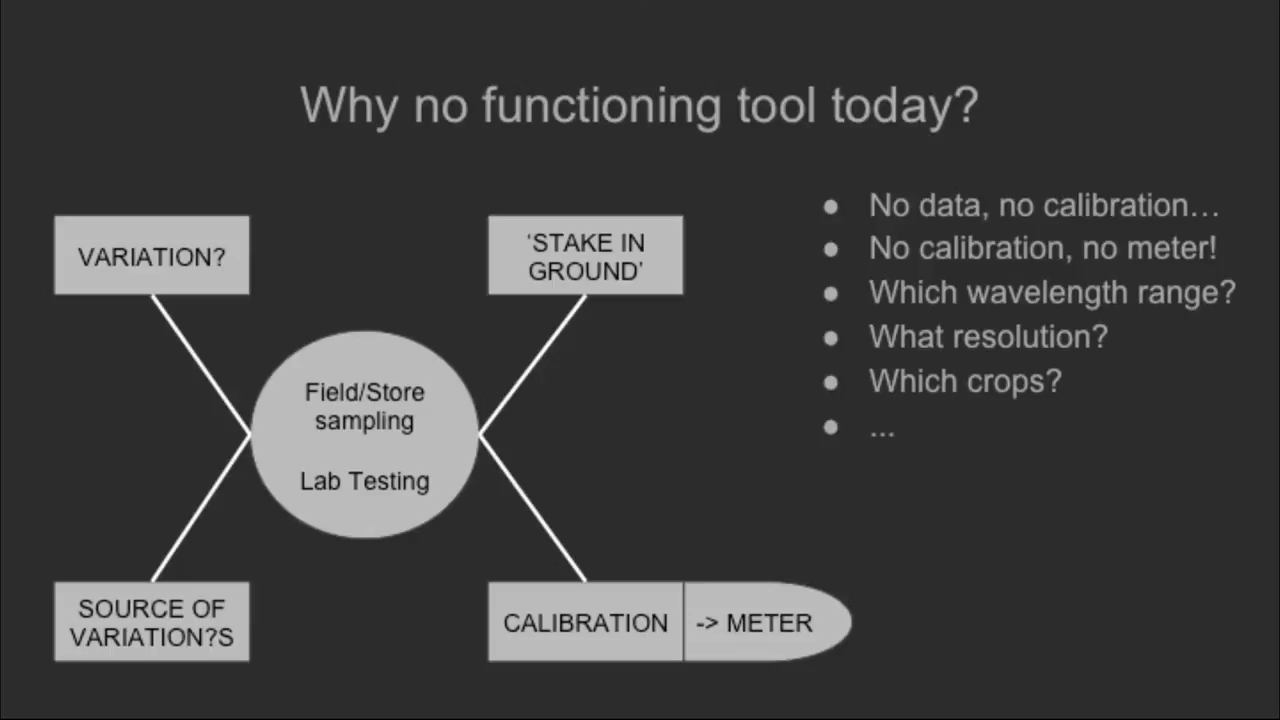 Why no functioning tool today?
VARIATION?
‘STAKE IN
GROUND’
Field/Store
sampling
Lab Testing
SOURCE OF
VARIATION?S
CALIBRATION
-> METER
● No data, no calibration…
● No calibration, no meter!
● Which wavelength range?
● What resolution?
● Which crops?
● ...